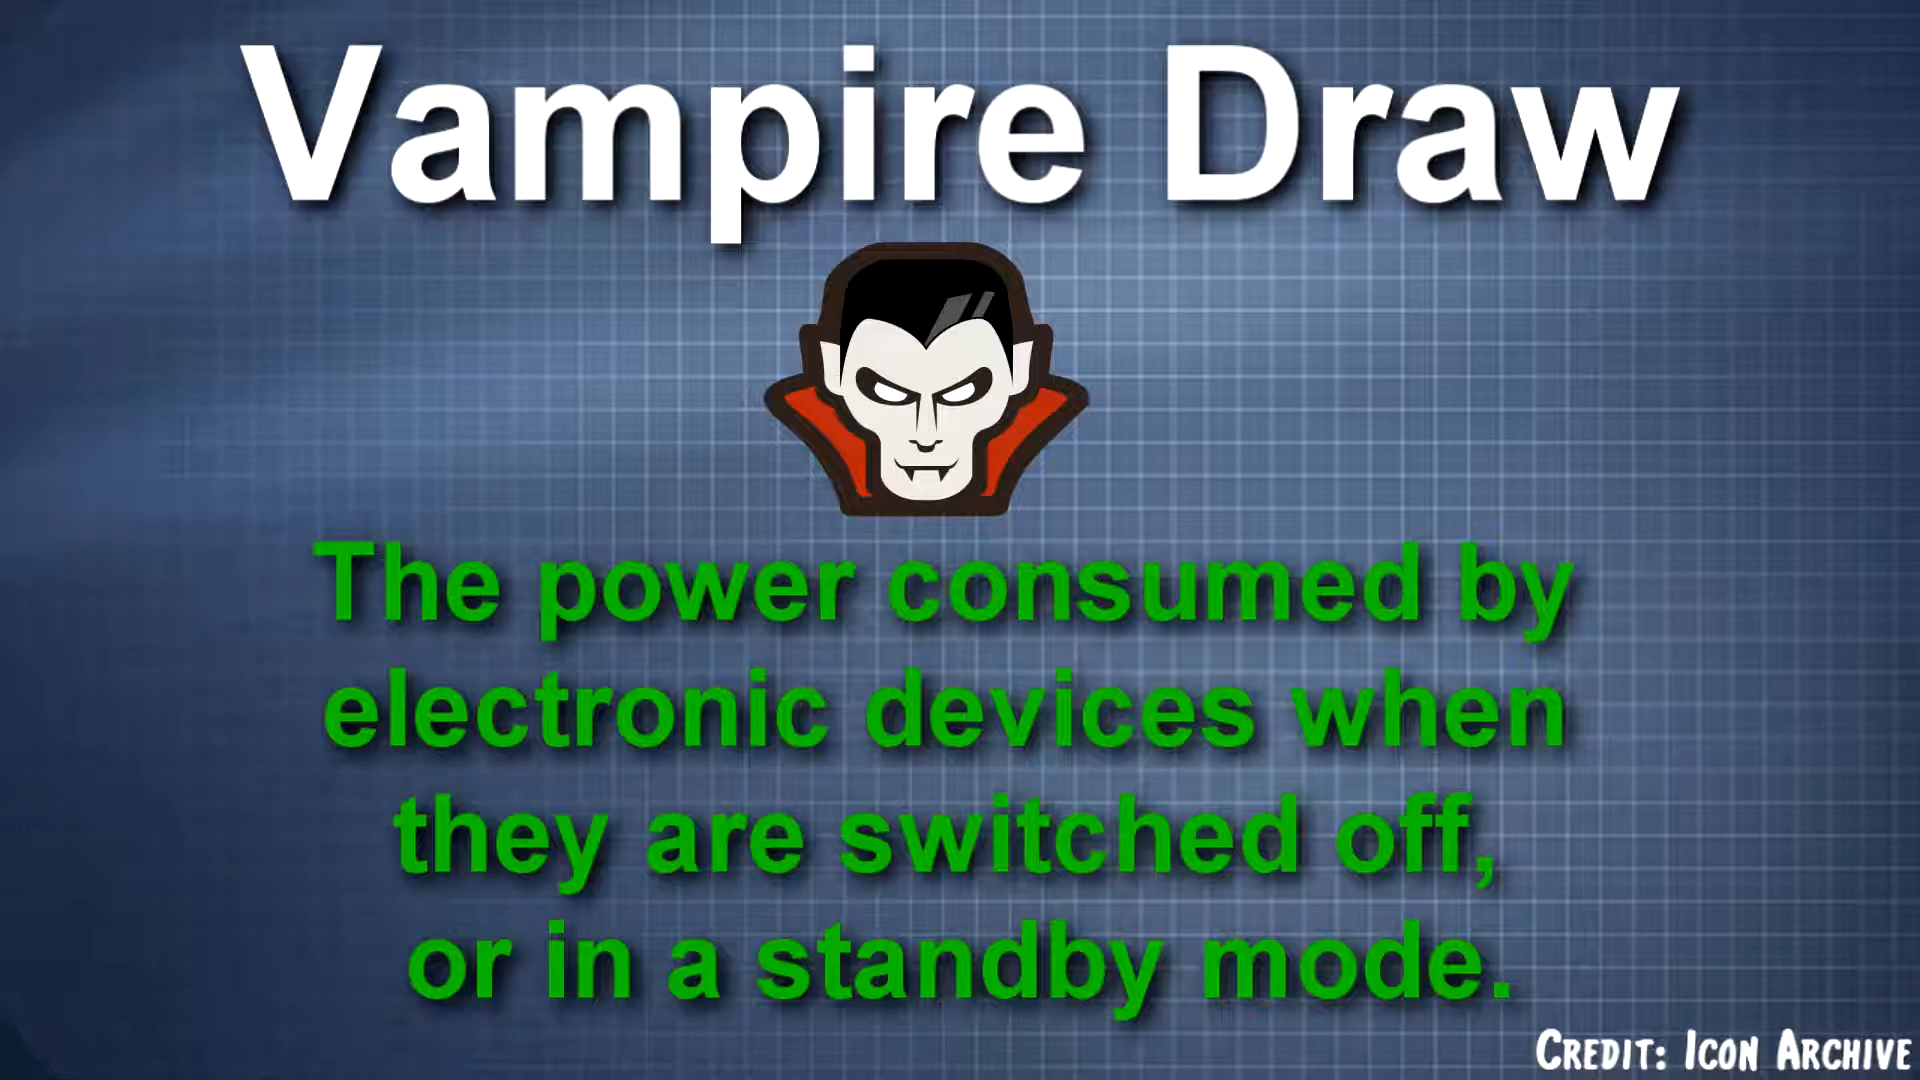 Vampire Draw
The power consumed by
electronic devices when
they are switched off,
or in a standby mode.
Credit: Icon Archive